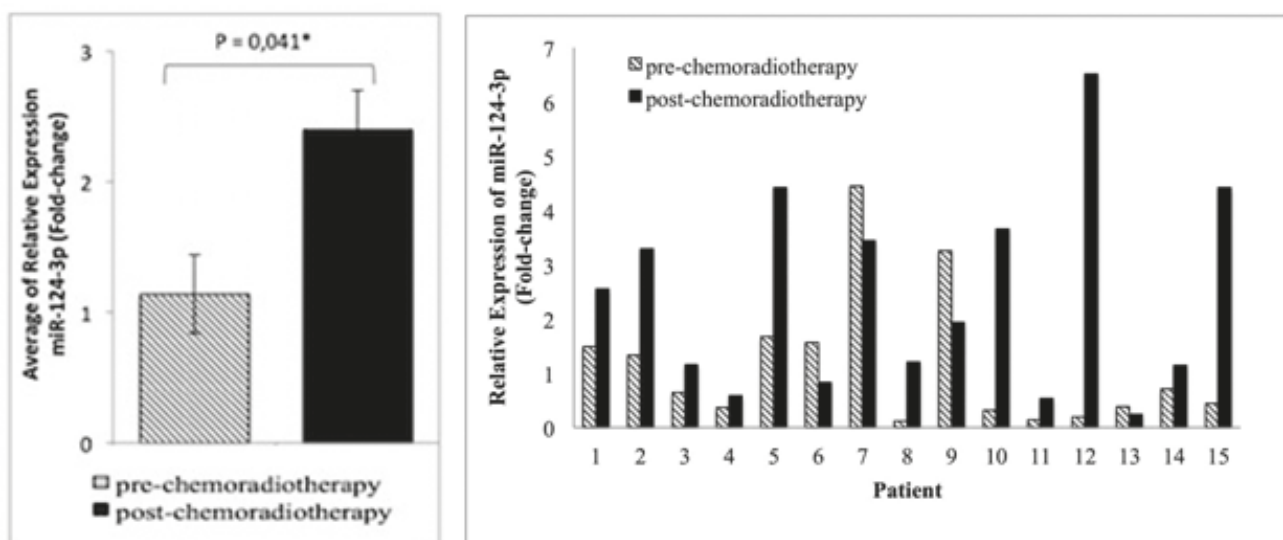 P = 0,041*
3
2
1
0
Average of Relative Expression
miR-124-3p (Fold-change)
pre-chemoradiotherapy
post-chemoradiotherapy
7
6
5
4
3
2
1
0
Relative Expression of miR-124-3p
(Fold-change)
pre-chemoradiotherapy
post-chemoradiotherapy
1 2 3 4 5 6 7 8 9 10 11 12 13 14 15
Patient